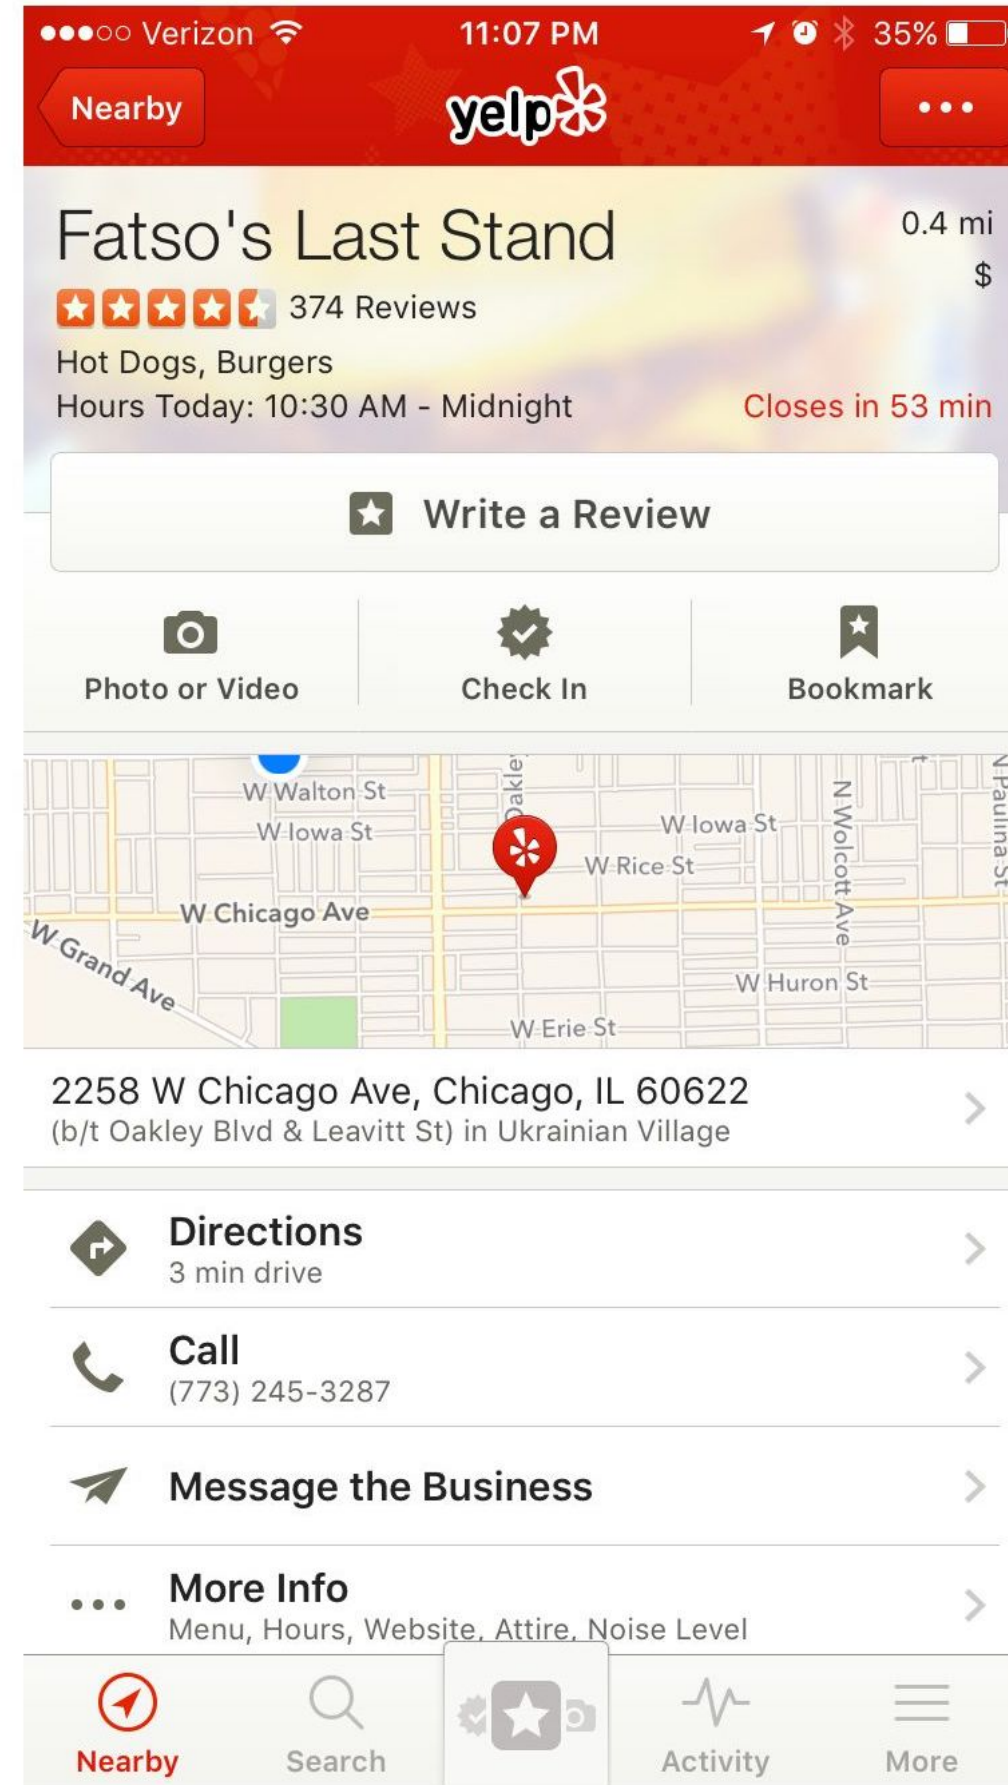 Verizon 11:07 PM 35%
Nearby yelp
Fatso's Last Stand 0.4 mi
374 Reviews $
Hot Dogs, Burgers
Hours Today: 10:30 AM - Midnight Closes in 53 min
Write a Review
Photo or Video Check In Bookmark
W Walton St
Oakley
W Iowa St
W Iowa St
N Wolcott Ave
N Paulina St
W Rice St
W Chicago Ave
W Grand Ave
W Huron St
W Erie St
2258 W Chicago Ave, Chicago, IL 60622
(b/t Oakley Blvd & Leavitt St) in Ukrainian Village
Directions
3 min drive
Call
(773) 245-3287
Message the Business
More Info
Menu, Hours, Website, Attire, Noise Level
Nearby Search Activity More